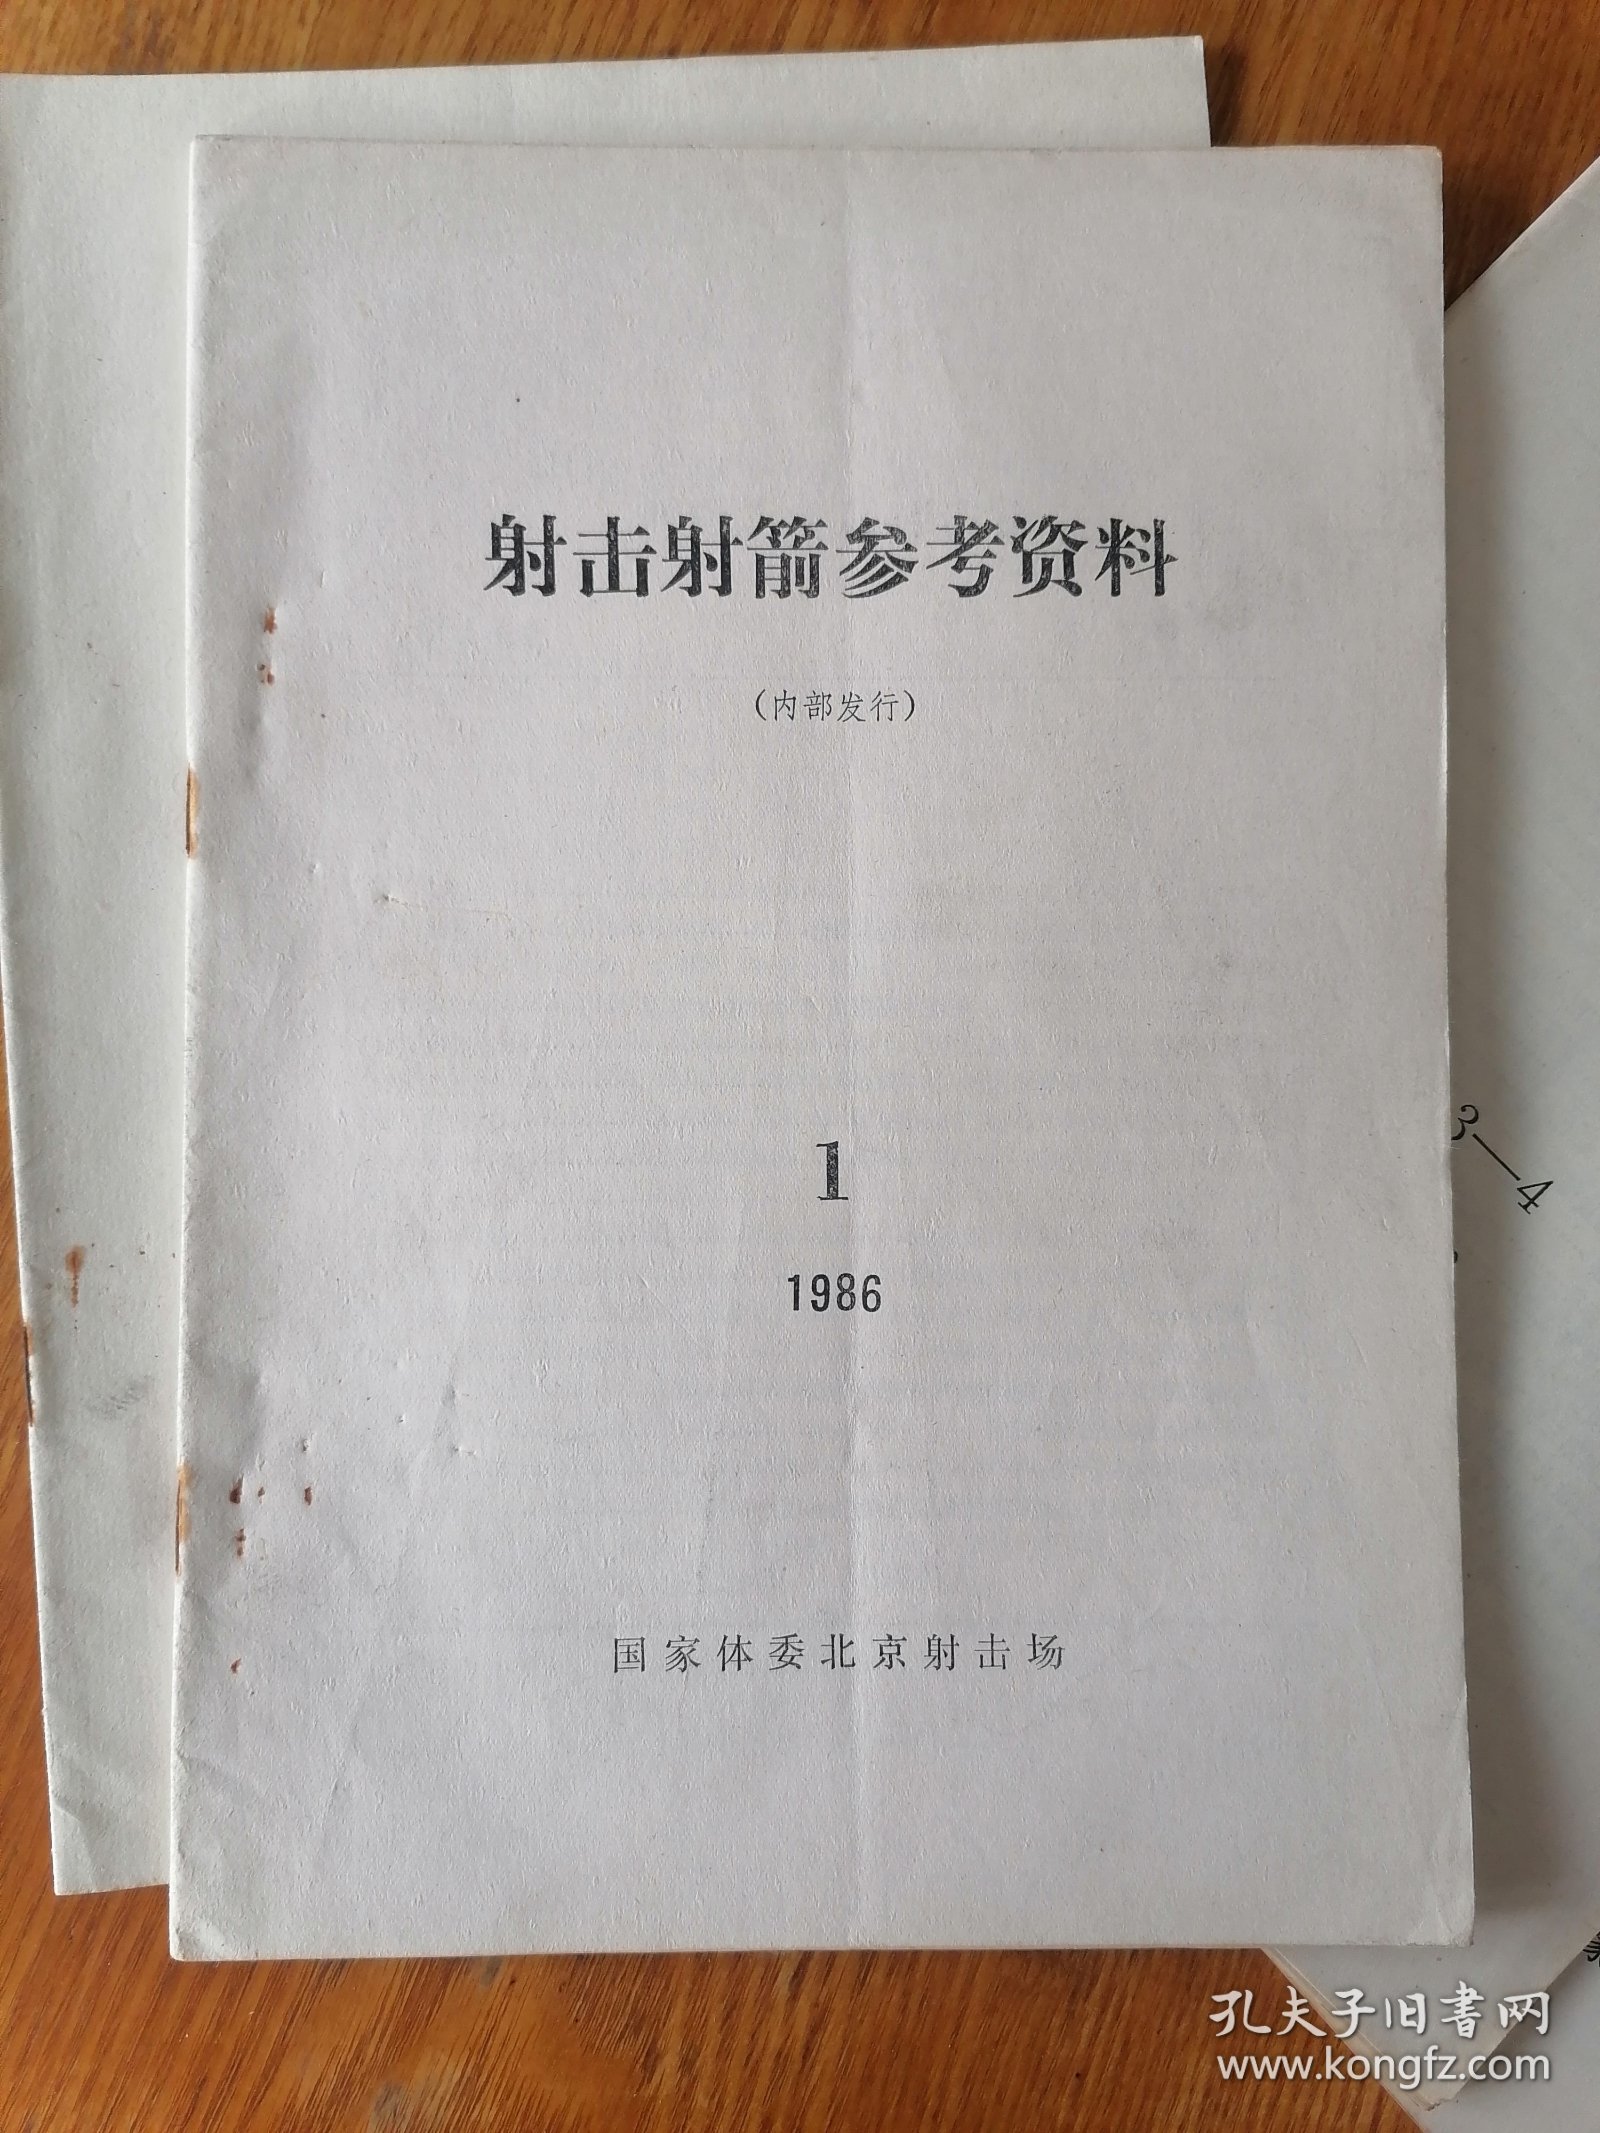 射击射箭参考资料
(内部发行)
1
1986
国家体委北京射击场
3—4
孔夫子旧书网
www.kongfz.com